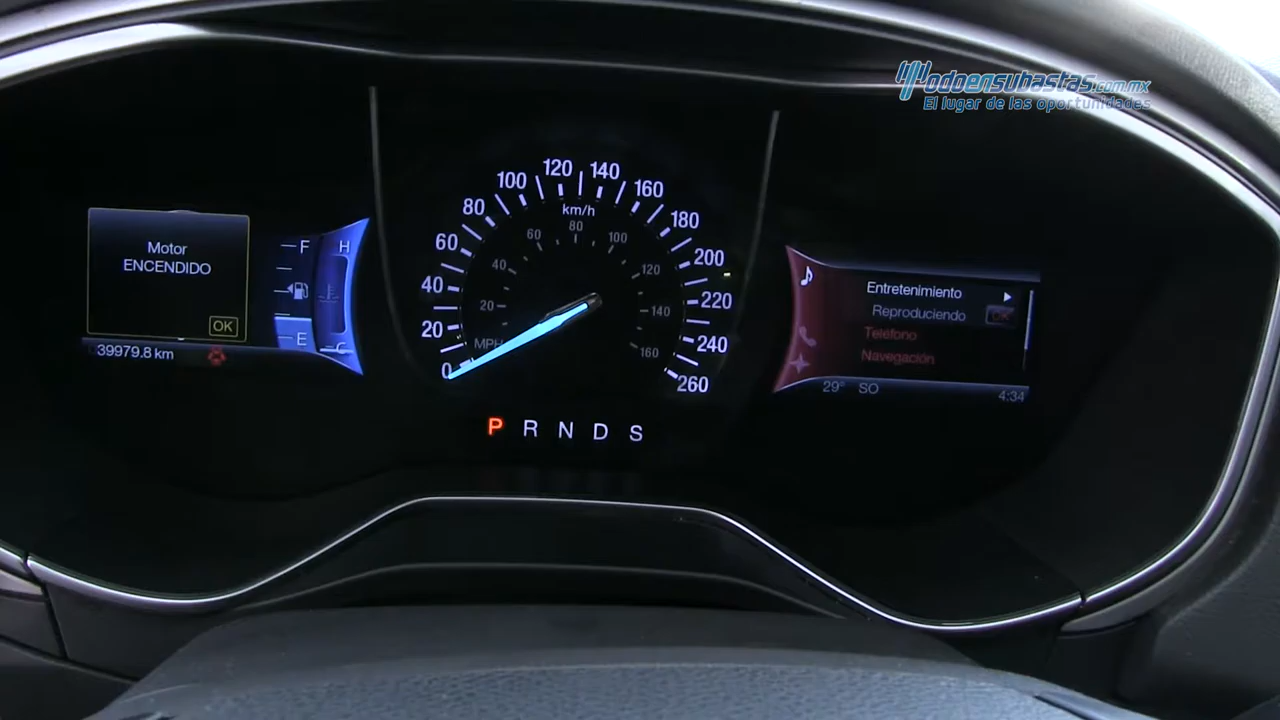 Todoensubastas.com.mx
El lugar de las oportunidades
Motor
ENCENDIDO
OK
39979.8 km
F
E
H
C
0
20
40
60
80
100
120
140
160
180
200
220
240
260
km/h
20
40
60
80
100
120
140
160
MPH
P R N D S
Entretenimiento
Reproduciendo
OK
Teléfono
Navegación
29° SO
4:34